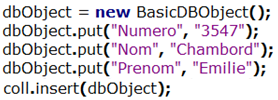 dbObject = new BasicDBObject();
dbObject.put("Numero", "3547");
dbObject.put("Nom", "Chambord");
dbObject.put("Prenom", "Emilie");
coll.insert(dbObject);